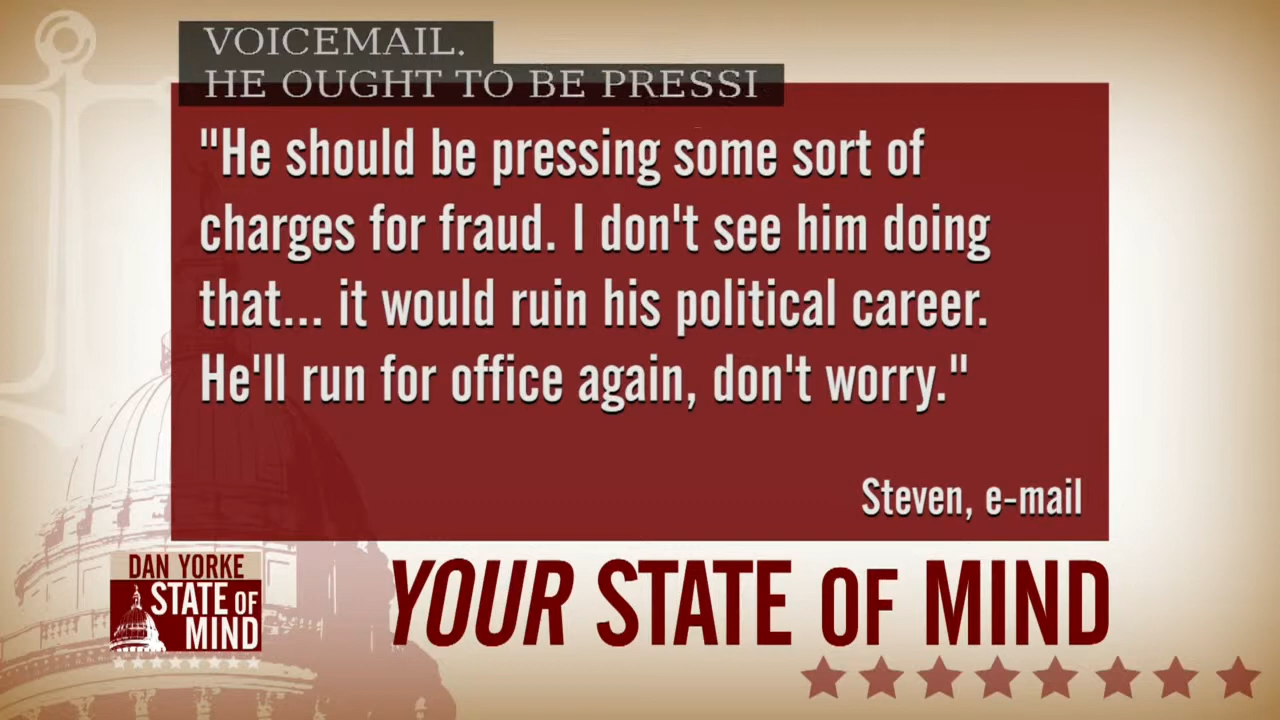 VOICEMAIL.
HE OUGHT TO BE PRESSI
"He should be pressing some sort of
charges for fraud. I don't see him doing
that... it would ruin his political career.
He'll run for office again, don't worry."
Steven, e-mail
DAN YORKE
STATE OF
MIND
YOUR STATE OF MIND